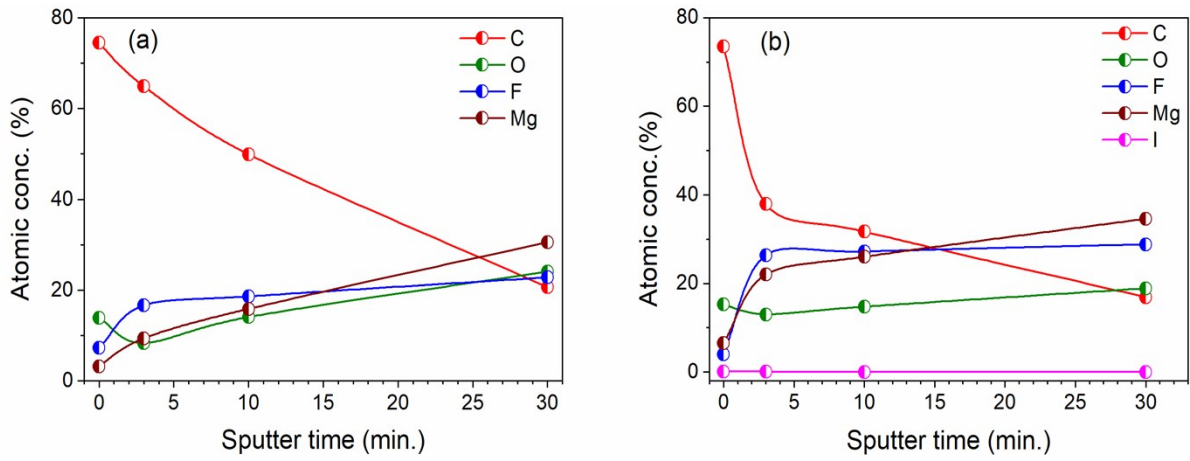 (a)
C
O
F
Mg
80
60
40
20
0
Atomic conc. (%)
0 5 10 15 20 25 30
Sputter time (min.)
(b)
C
O
F
Mg
I
80
60
40
20
0
Atomic conc.(%)
0 5 10 15 20 25 30
Sputter time (min.)